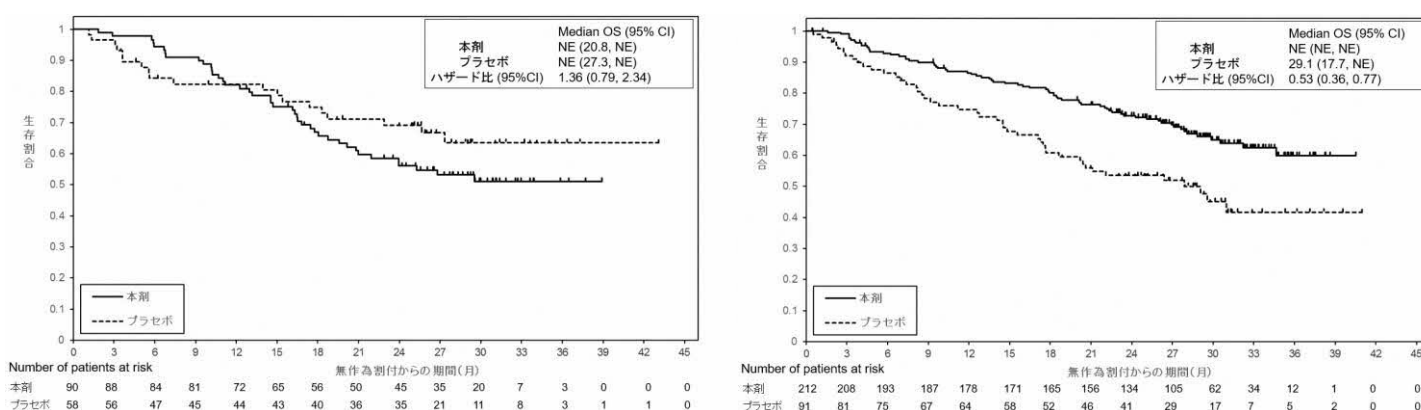 Median OS (95% CI)
本剤 NE (20.8, NE)
プラセボ NE (27.3, NE)
ハザード比 (95%CI) 1.36 (0.79, 2.34)
1
0.9
0.8
0.7
0.6
0.5
0.4
0.3
0.2
0.1
0
生存割合
本剤
プラセボ
0 3 6 9 12 15 18 21 24 27 30 33 36 39 42 45
Number of patients at risk
無作為割付からの期間(月)
本剤 90 88 84 81 72 65 56 50 45 35 20 7 3 0 0 0
プラセボ 58 56 47 45 44 43 40 36 35 21 11 8 3 1 1 0
Median OS (95% CI)
本剤 NE (NE, NE)
プラセボ 29.1 (17.7, NE)
ハザード比 (95%CI) 0.53 (0.36, 0.77)
1
0.9
0.8
0.7
0.6
0.5
0.4
0.3
0.2
0.1
0
生存割合
本剤
プラセボ
0 3 6 9 12 15 18 21 24 27 30 33 36 39 42 45
Number of patients at risk
無作為割付からの期間(月)
本剤 212 208 193 187 178 171 165 156 134 105 62 34 12 1 0 0
プラセボ 91 81 75 67 64 58 52 46 41 29 17 7 5 2 0 0